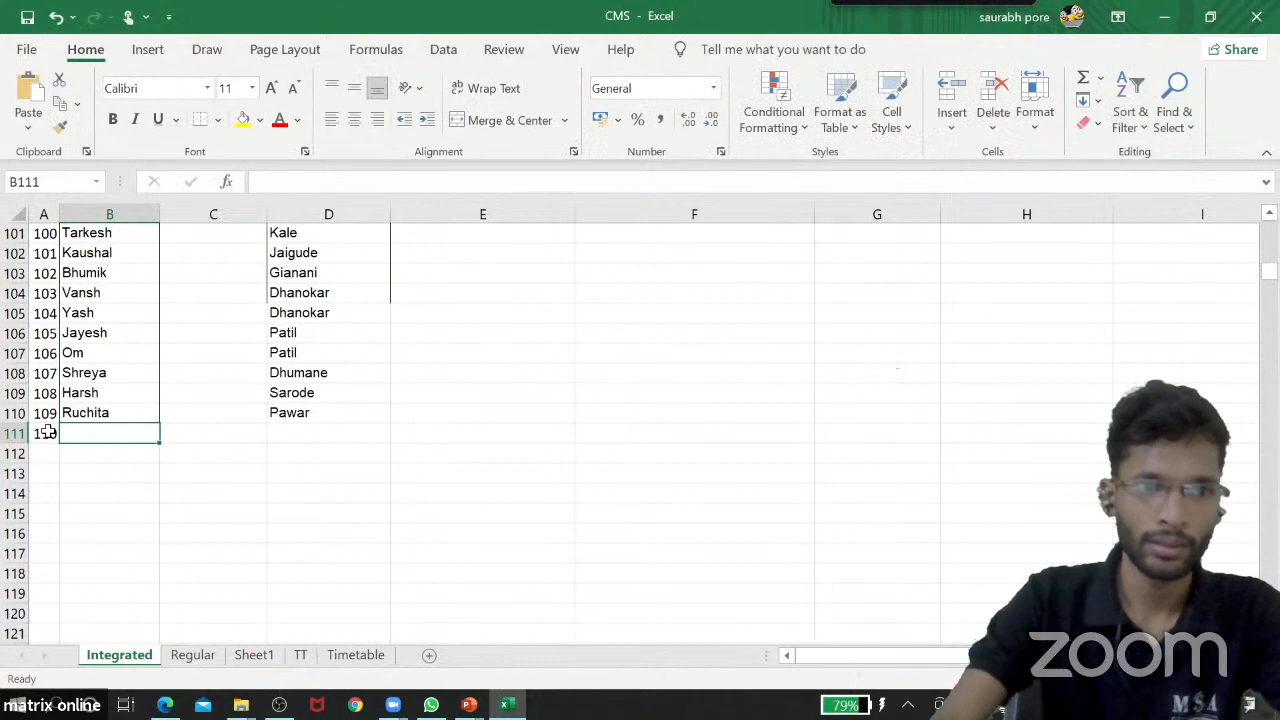 CMS - Excel
saurabh pore
File Home Insert Draw Page Layout Formulas Data Review View Help Tell me what you want to do Share
Paste
Clipboard
Calibri 11
B I U
Font
Wrap Text
Merge & Center
Alignment
General
Number
Conditional Formatting
Format as Table
Cell Styles
Styles
Insert Delete Format
Cells
Sort & Filter
Find & Select
Editing
B111 fx
A B C D E F G H I
101 100 Tarkesh Kale
102 101 Kaushal Jaigude
103 102 Bhumik Gianani
104 103 Vansh Dhanokar
105 104 Yash Dhanokar
106 105 Jayesh Patil
107 106 Om Patil
108 107 Shreya Dhumane
109 108 Harsh Sarode
110 109 Ruchita Pawar
111 110
112
113
114
115
116
117
118
119
120
121
Integrated Regular Sheet1 TT Timetable
Ready
zoom
matrix online
79%